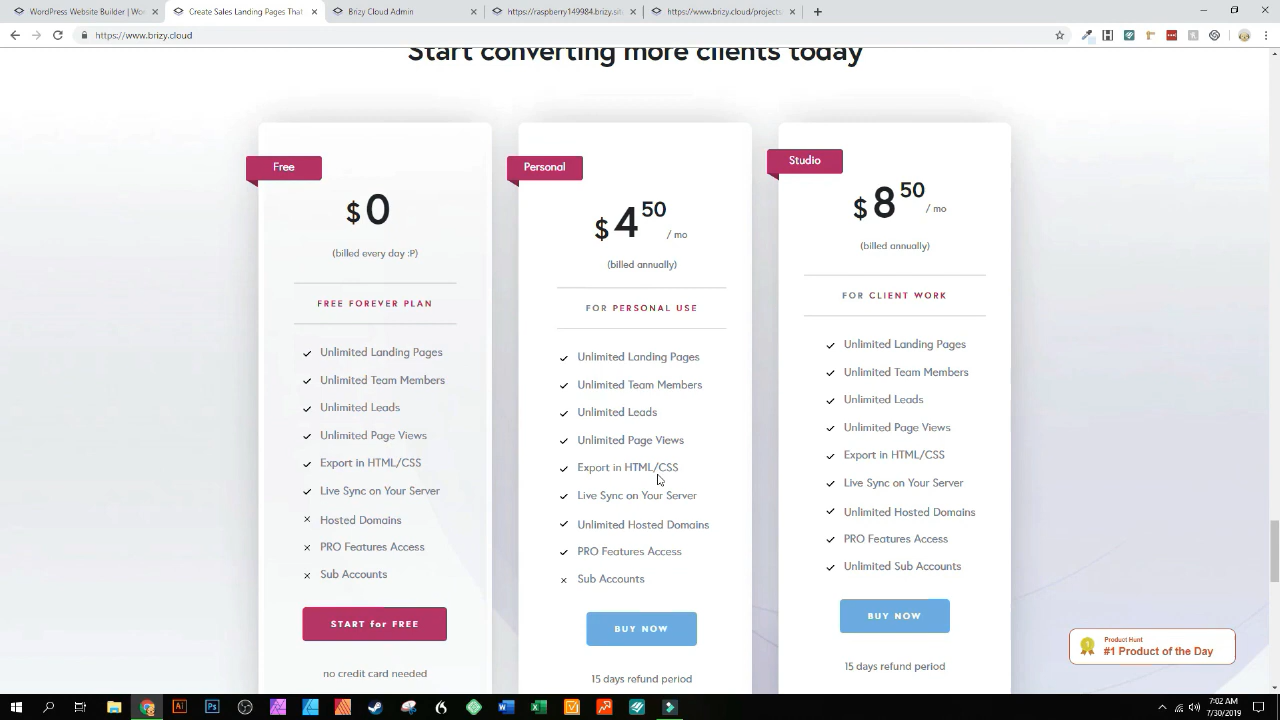 WordPress Website Builder | Wo
Create Sales Landing Pages That
Brizy Cloud Admin
https://raspberry149984.brizy.site
https://www.brizy.cloud/projects
https://www.brizy.cloud
Start converting more clients today
Free
$0
(billed every day :P)
FREE FOREVER PLAN
Unlimited Landing Pages
Unlimited Team Members
Unlimited Leads
Unlimited Page Views
Export in HTML/CSS
Live Sync on Your Server
Hosted Domains
PRO Features Access
Sub Accounts
START for FREE
no credit card needed
Personal
$4 50 / mo
(billed annually)
FOR PERSONAL USE
Unlimited Landing Pages
Unlimited Team Members
Unlimited Leads
Unlimited Page Views
Export in HTML/CSS
Live Sync on Your Server
Unlimited Hosted Domains
PRO Features Access
Sub Accounts
BUY NOW
15 days refund period
Studio
$8 50 / mo
(billed annually)
FOR CLIENT WORK
Unlimited Landing Pages
Unlimited Team Members
Unlimited Leads
Unlimited Page Views
Export in HTML/CSS
Live Sync on Your Server
Unlimited Hosted Domains
PRO Features Access
Unlimited Sub Accounts
BUY NOW
15 days refund period
1
Product Hunt
#1 Product of the Day
Ai
Ps
7:02 AM
7/30/2019